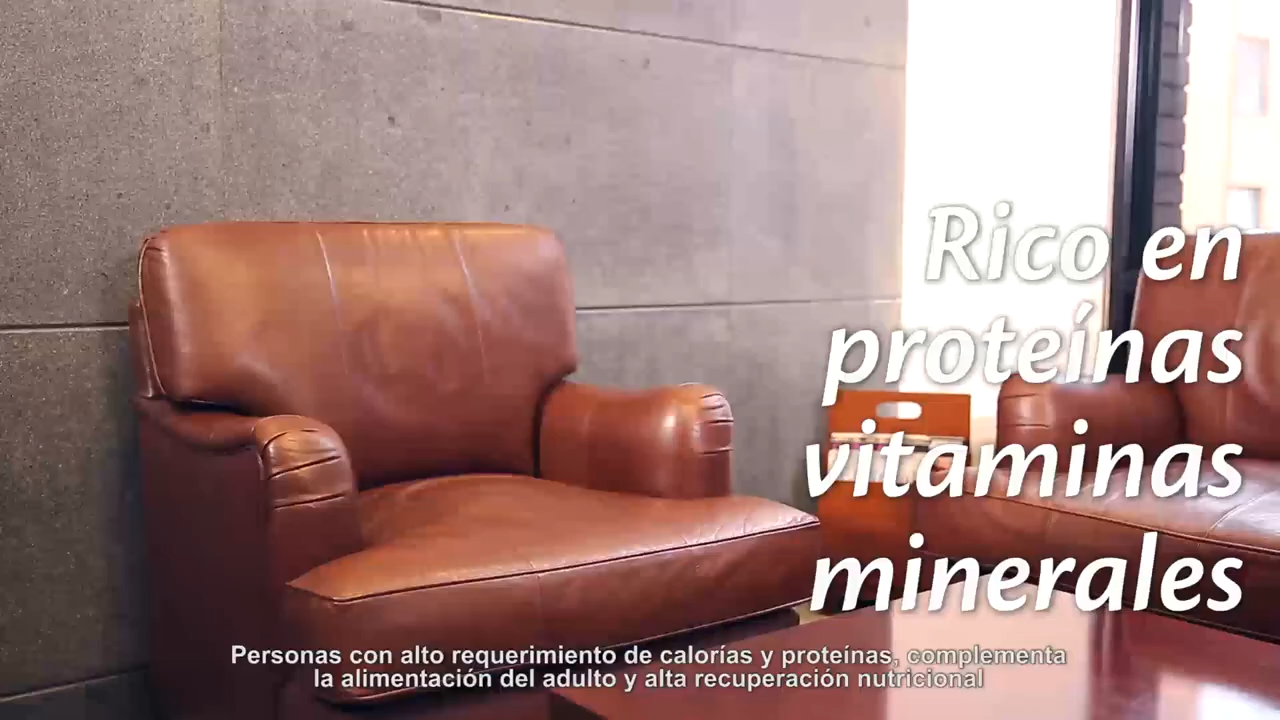 Rico en
proteínas
vitaminas
minerales
Personas con alto requerimiento de calorías y proteínas, complementa
la alimentación del adulto y alta recuperación nutricional